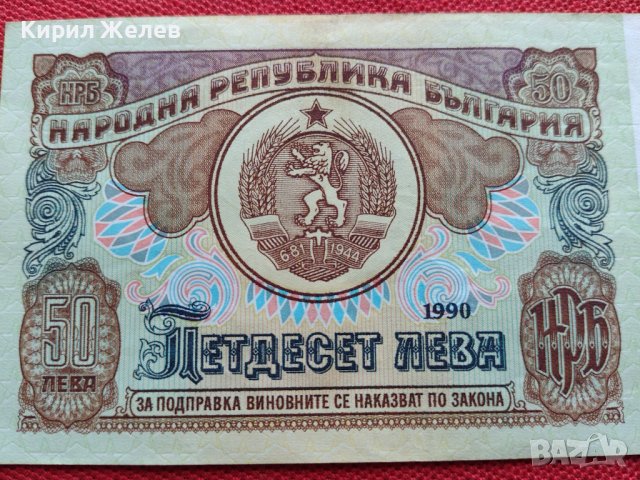 Кирил Желев
НРБ
50
НАРОДНА РЕПУБЛИКА БЪЛГАРИЯ
681 1944
1990
ПЕТДЕСЕТ ЛЕВА
50
ЛЕВА
НРБ
ЗА ПОДПРАВКА ВИНОВНИТЕ СЕ НАКАЗВАТ ПО ЗАКОНА
BAZAR